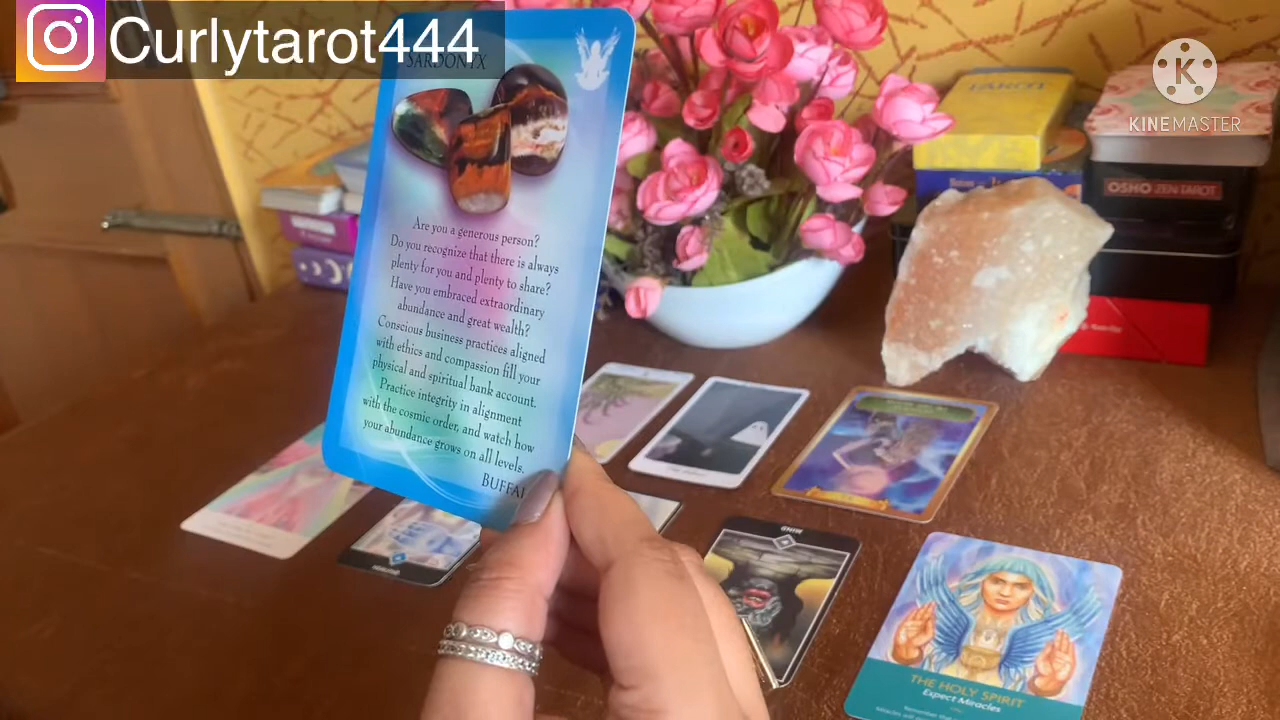 Curlytarot444
SARDONYX
KINEMASTER
TAROT
OSHO ZEN TAROT
Are you a generous person?
Do you recognize that there is always
plenty for you and plenty to share?
Have you embraced extraordinary
abundance and great wealth?
Conscious business practices aligned
with ethics and compassion fill your
physical and spiritual bank account.
Practice integrity in alignment
with the cosmic order, and watch how
your abundance grows on all levels.
BUFFA
THE HOLY SPIRIT
Expect Miracles
Remember that